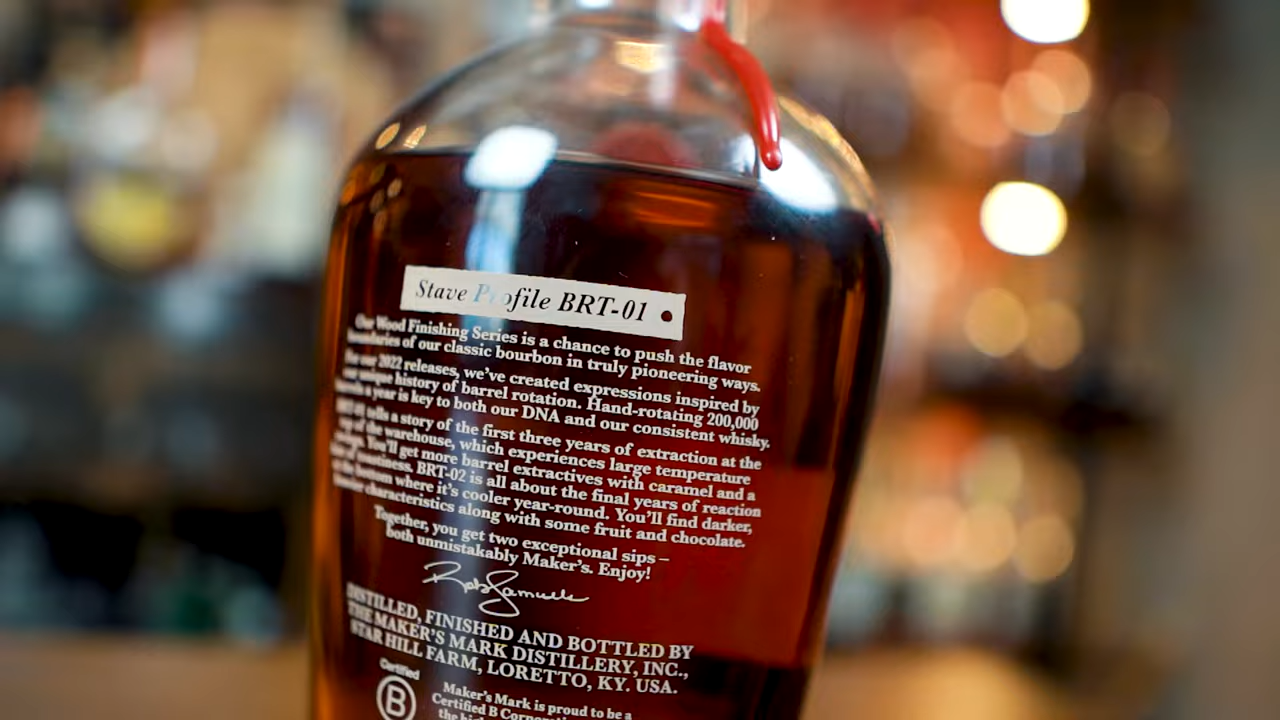 Stave Profile BRT-01
Our Wood Finishing Series is a chance to push the flavor
boundaries of our classic bourbon in truly pioneering ways.
For our 2022 releases, we've created expressions inspired by
our unique history of barrel rotation. Hand-rotating 200,000
barrels a year is key to both our DNA and our consistent whisky.
BRT-01 tells a story of the first three years of extraction at the
top of the warehouse, which experiences large temperature
swings. You'll get more barrel extractives with caramel and a
of toastiness. BRT-02 is all about the final years of reaction
at the bottom where it's cooler year-round. You'll find darker,
characteristics along with some fruit and chocolate.
Together, you get two exceptional sips –
both unmistakably Maker's. Enjoy!
Rob Samuels
DISTILLED, FINISHED AND BOTTLED BY
THE MAKER'S MARK DISTILLERY, INC.,
STAR HILL FARM, LORETTO, KY. USA.
Certified
B
Maker's Mark is proud to be a
Certified B Corporation
the